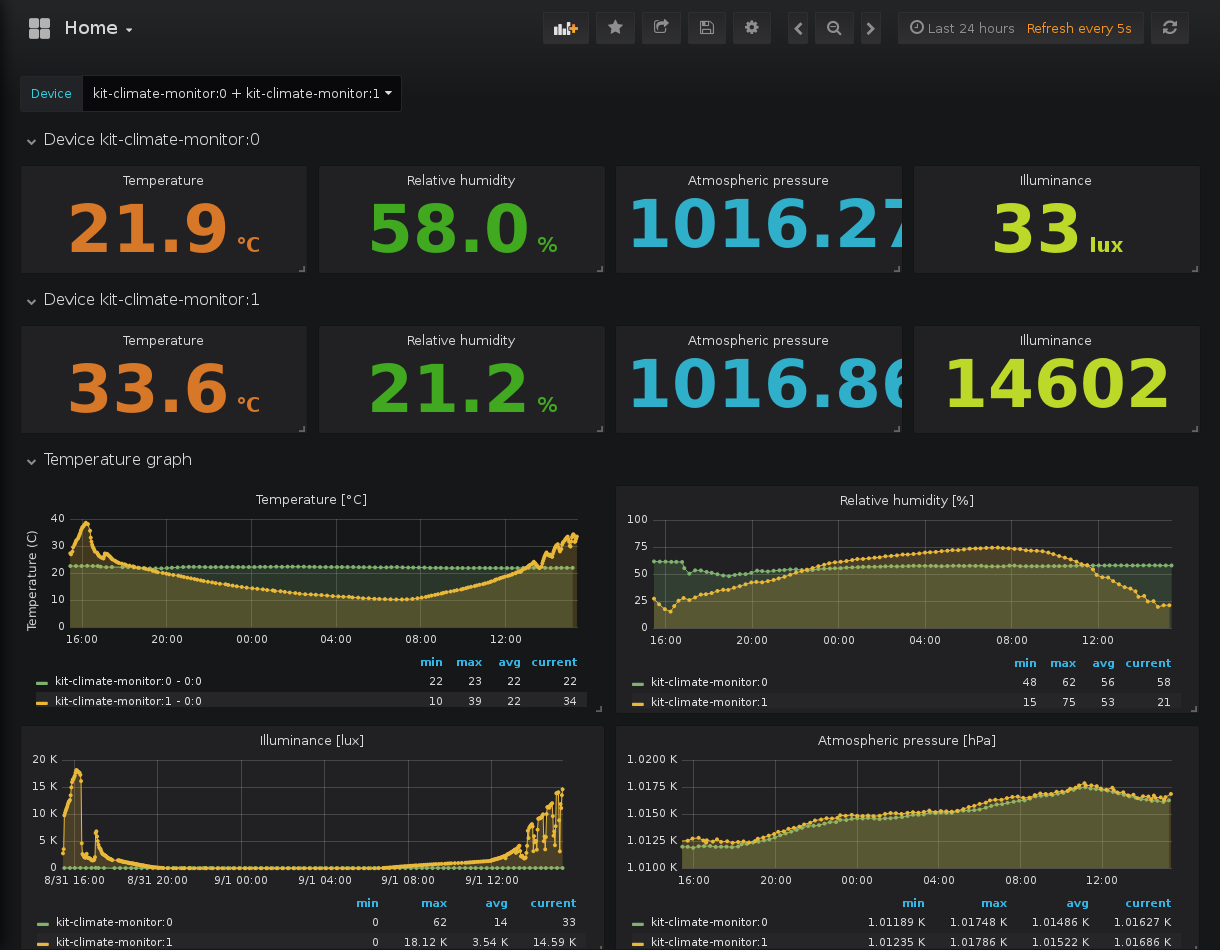 Home
Last 24 hours Refresh every 5s
Device kit-climate-monitor:0 + kit-climate-monitor:1
Device kit-climate-monitor:0
Temperature Relative humidity Atmospheric pressure Illuminance
21.9 °C 58.0 % 1016.27 33 lux
Device kit-climate-monitor:1
Temperature Relative humidity Atmospheric pressure Illuminance
33.6 °C 21.2 % 1016.86 14602
Temperature graph
Temperature [°C]
Temperature (C)
40
30
20
10
0
16:00 20:00 00:00 04:00 08:00 12:00
min max avg current
kit-climate-monitor:0 - 0:0 22 23 22 22
kit-climate-monitor:1 - 0:0 10 39 22 34
Relative humidity [%]
100
75
50
25
0
16:00 20:00 00:00 04:00 08:00 12:00
min max avg current
kit-climate-monitor:0 48 62 56 58
kit-climate-monitor:1 15 75 53 21
Illuminance [lux]
20 K
15 K
10 K
5 K
0
8/31 16:00 8/31 20:00 9/1 00:00 9/1 04:00 9/1 08:00 9/1 12:00
min max avg current
kit-climate-monitor:0 0 62 14 33
kit-climate-monitor:1 0 18.12 K 3.54 K 14.59 K
Atmospheric pressure [hPa]
1.0200 K
1.0175 K
1.0150 K
1.0125 K
1.0100 K
16:00 20:00 00:00 04:00 08:00 12:00
min max avg current
kit-climate-monitor:0 1.01189 K 1.01748 K 1.01486 K 1.01627 K
kit-climate-monitor:1 1.01235 K 1.01786 K 1.01522 K 1.01686 K